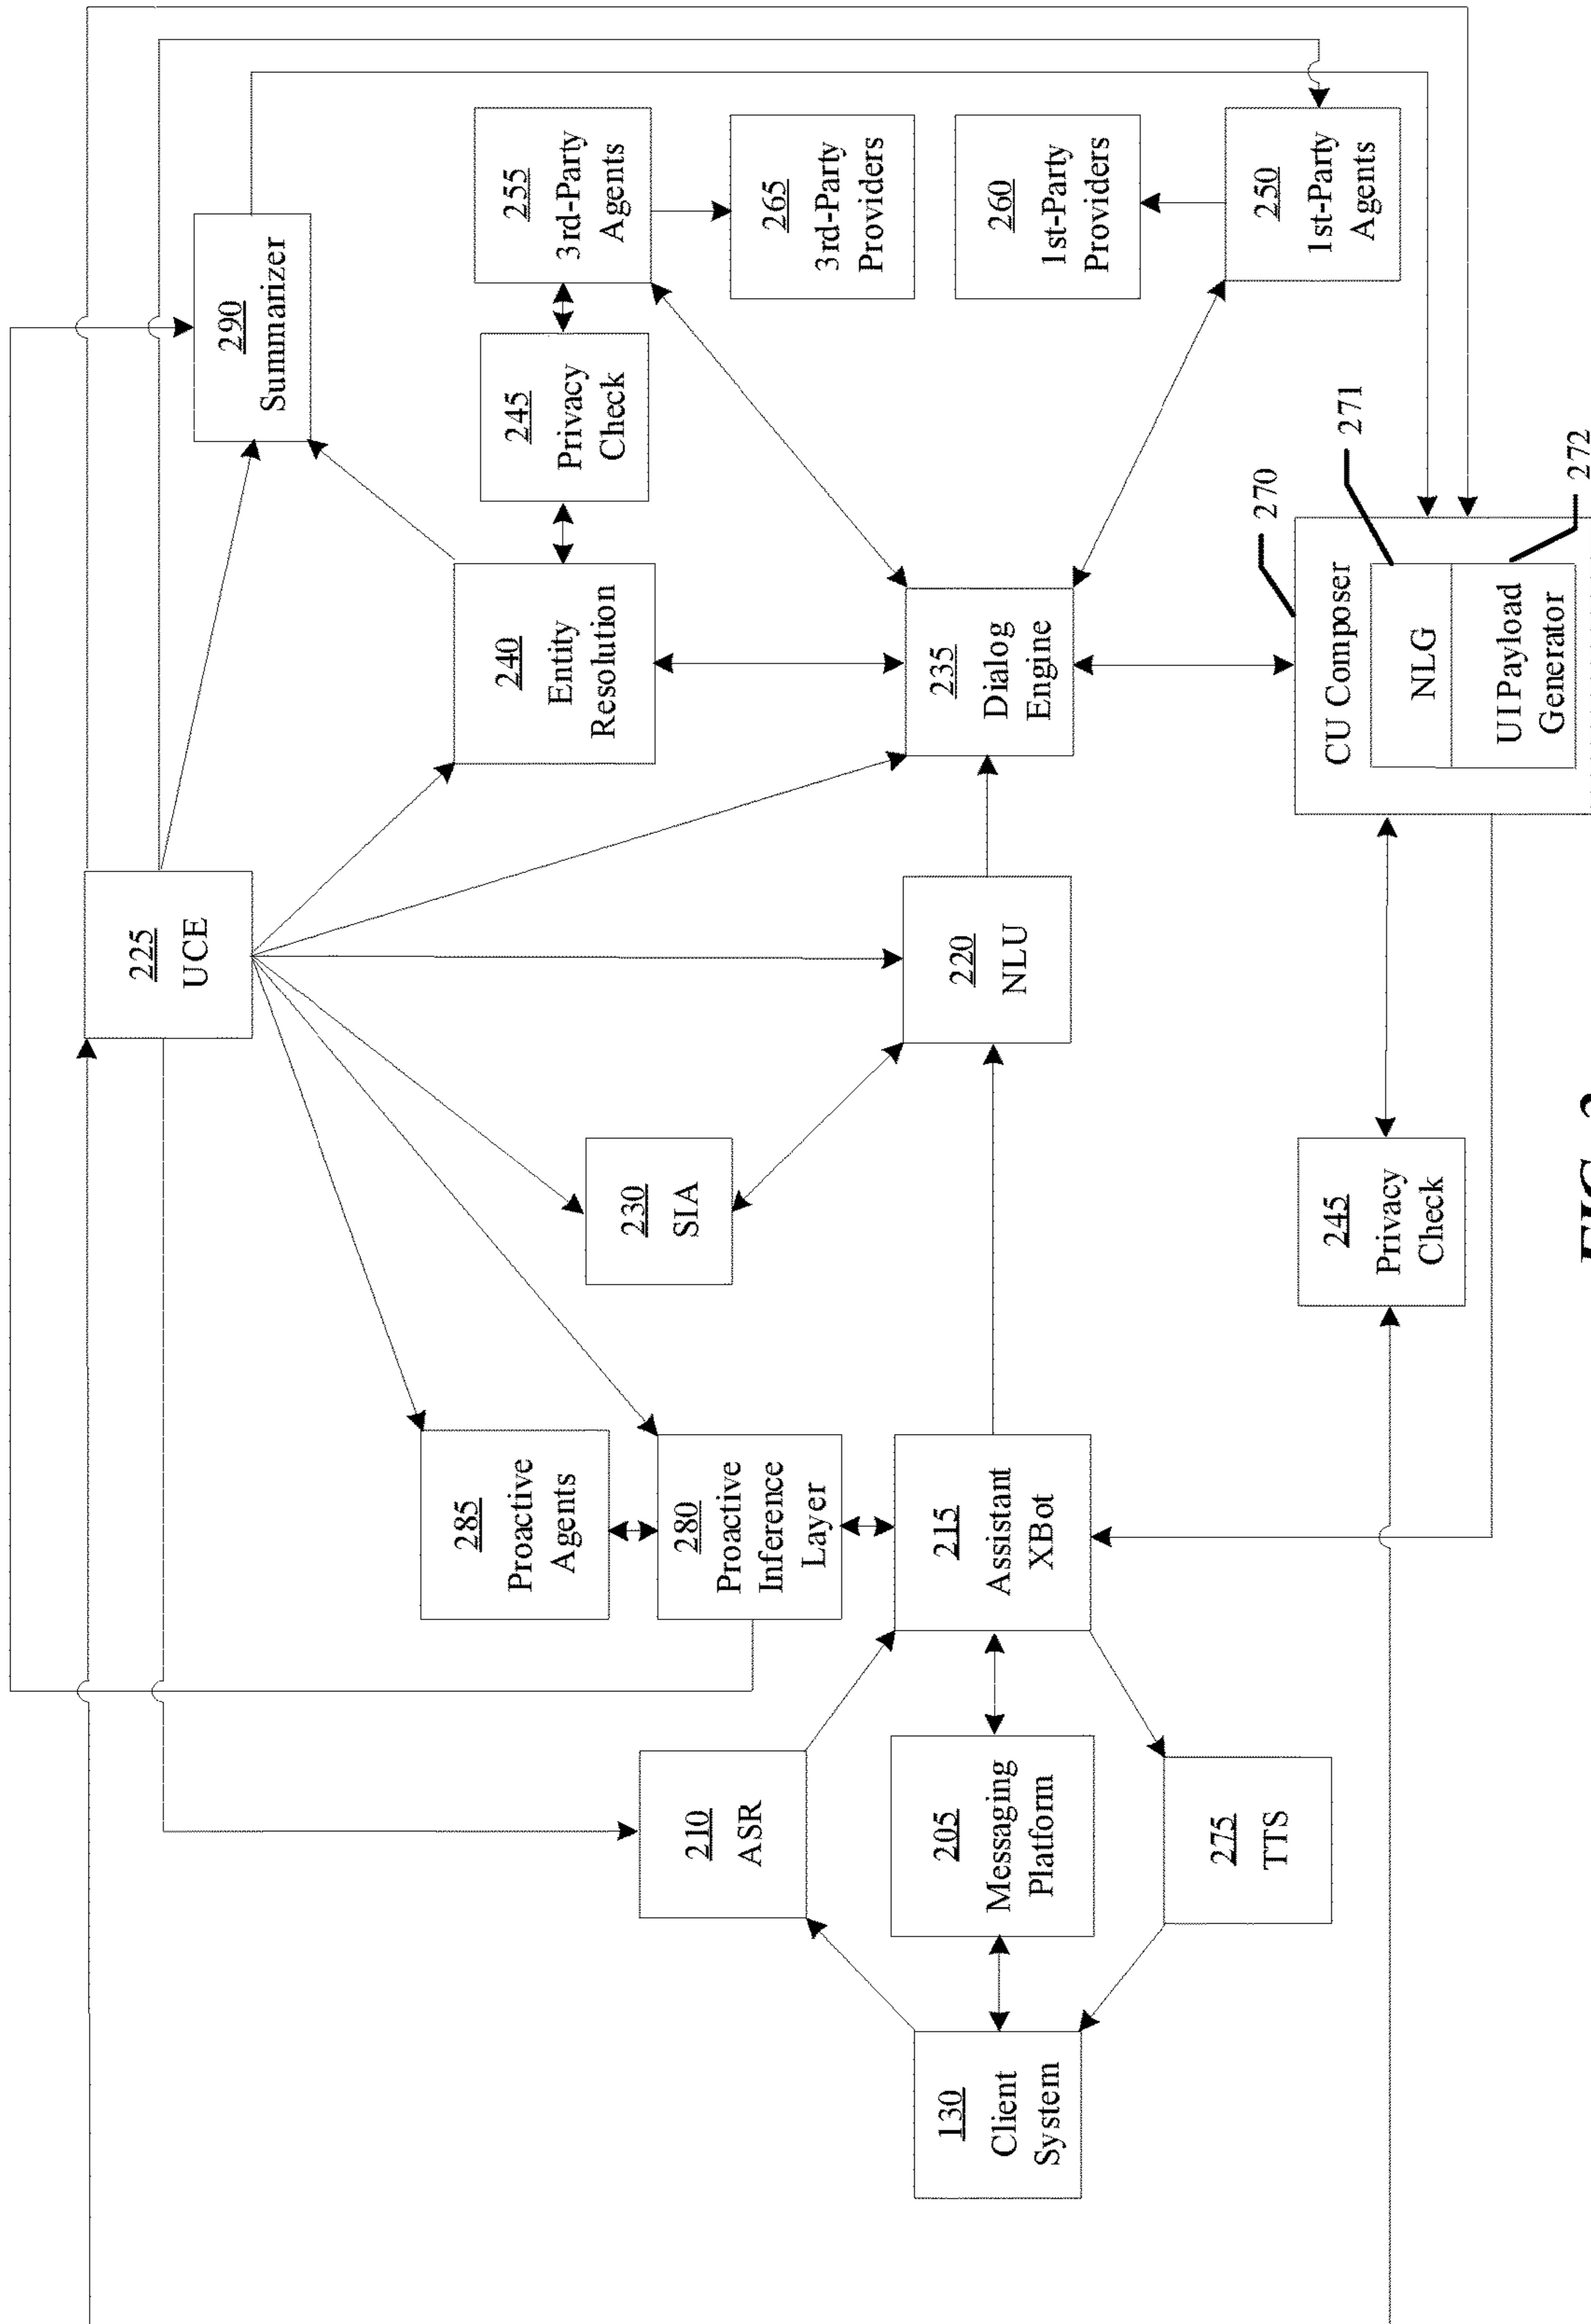 225
UCE
290
Summarizer
285
Proactive
Agents
240
Entity
Resolution
245
Privacy
Check
255
3rd-Party
Agents
230
SIA
280
Proactive
Inference
Layer
210
ASR
265
3rd-Party
Providers
130
Client
System
205
Messaging
Platform
215
Assistant
XBot
220
NLU
235
Dialog
Engine
260
1st-Party
Providers
275
TTS
250
1st-Party
Agents
245
Privacy
Check
270
CU Composer
271
NLG
UI Payload
Generator
272
FIG. 2